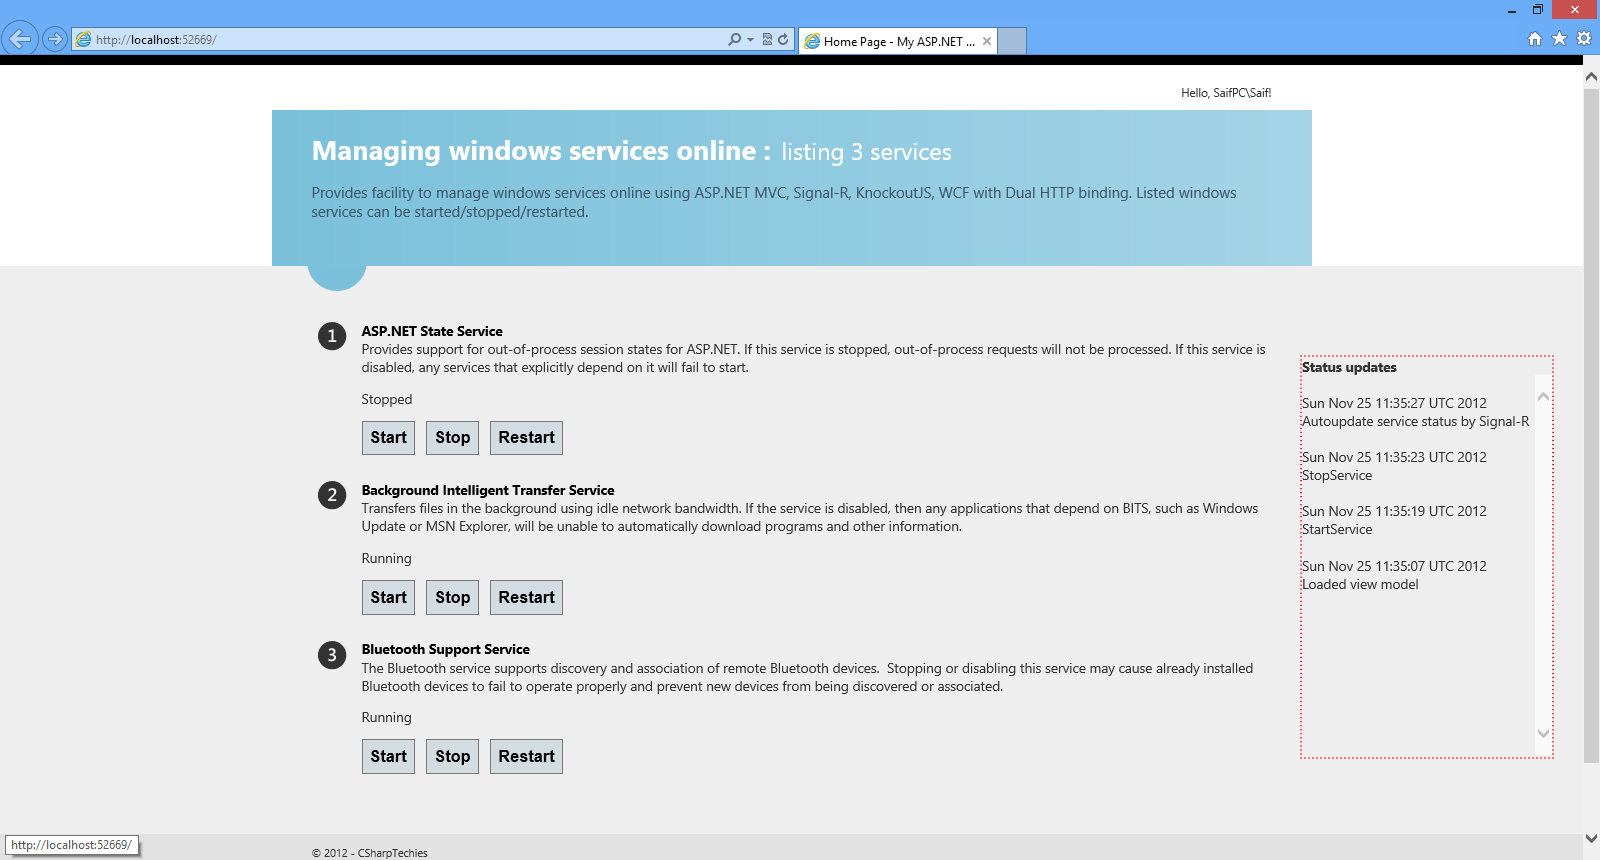 http://localhost:52669/
Home Page - My ASP.NET ...
Hello, SaifPC\Saif!
Managing windows services online : listing 3 services
Provides facility to manage windows services online using ASP.NET MVC, Signal-R, KnockoutJS, WCF with Dual HTTP binding. Listed windows
services can be started/stopped/restarted.
1
ASP.NET State Service
Provides support for out-of-process session states for ASP.NET. If this service is stopped, out-of-process requests will not be processed. If this service is
disabled, any services that explicitly depend on it will fail to start.
Stopped
Start Stop Restart
2
Background Intelligent Transfer Service
Transfers files in the background using idle network bandwidth. If the service is disabled, then any applications that depend on BITS, such as Windows
Update or MSN Explorer, will be unable to automatically download programs and other information.
Running
Start Stop Restart
3
Bluetooth Support Service
The Bluetooth service supports discovery and association of remote Bluetooth devices.  Stopping or disabling this service may cause already installed
Bluetooth devices to fail to operate properly and prevent new devices from being discovered or associated.
Running
Start Stop Restart
Status updates
Sun Nov 25 11:35:27 UTC 2012
Autoupdate service status by Signal-R
Sun Nov 25 11:35:23 UTC 2012
StopService
Sun Nov 25 11:35:19 UTC 2012
StartService
Sun Nov 25 11:35:07 UTC 2012
Loaded view model
http://localhost:52669/
© 2012 - CSharpTechies